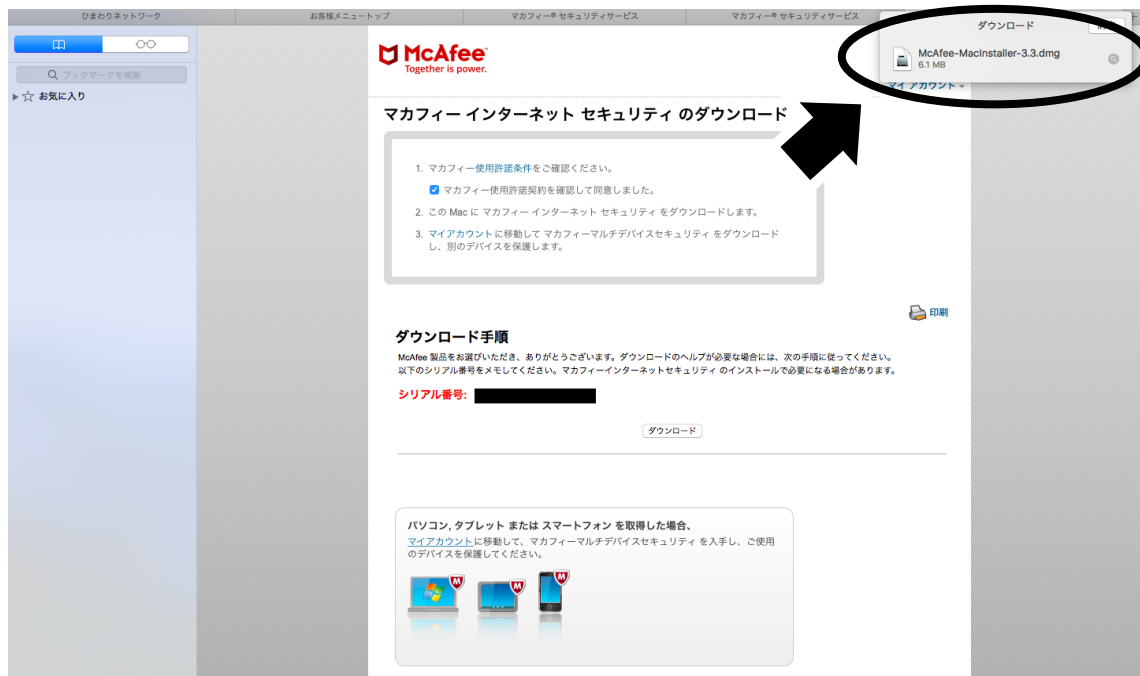 ひまわりネットワーク
お客様メニュートップ
マカフィー® セキュリティサービス
マカフィー® セキュリティサービス
ダウンロード
McAfee-MacInstaller-3.3.dmg
6.1 MB
ブックマークを検索
お気に入り
McAfee™
Together is power.
マイ アカウント
マカフィー インターネット セキュリティ のダウンロード
1. マカフィー使用許諾条件をご確認ください。
マカフィー使用許諾契約を確認して同意しました。
2. この Mac に マカフィー インターネット セキュリティ をダウンロードします。
3. マイアカウント に移動して マカフィーマルチデバイスセキュリティ をダウンロード
し、別のデバイスを保護します。
印刷
ダウンロード手順
McAfee 製品をお選びいただき、ありがとうございます。ダウンロードのヘルプが必要な場合には、次の手順に従ってください。
以下のシリアル番号をメモしてください。マカフィーインターネットセキュリティ のインストールで必要になる場合があります。
シリアル番号:
ダウンロード
パソコン, タブレット または スマートフォン を取得した場合、
マイアカウントに移動して、マカフィーマルチデバイスセキュリティ を入手し、ご使用
のデバイスを保護してください。